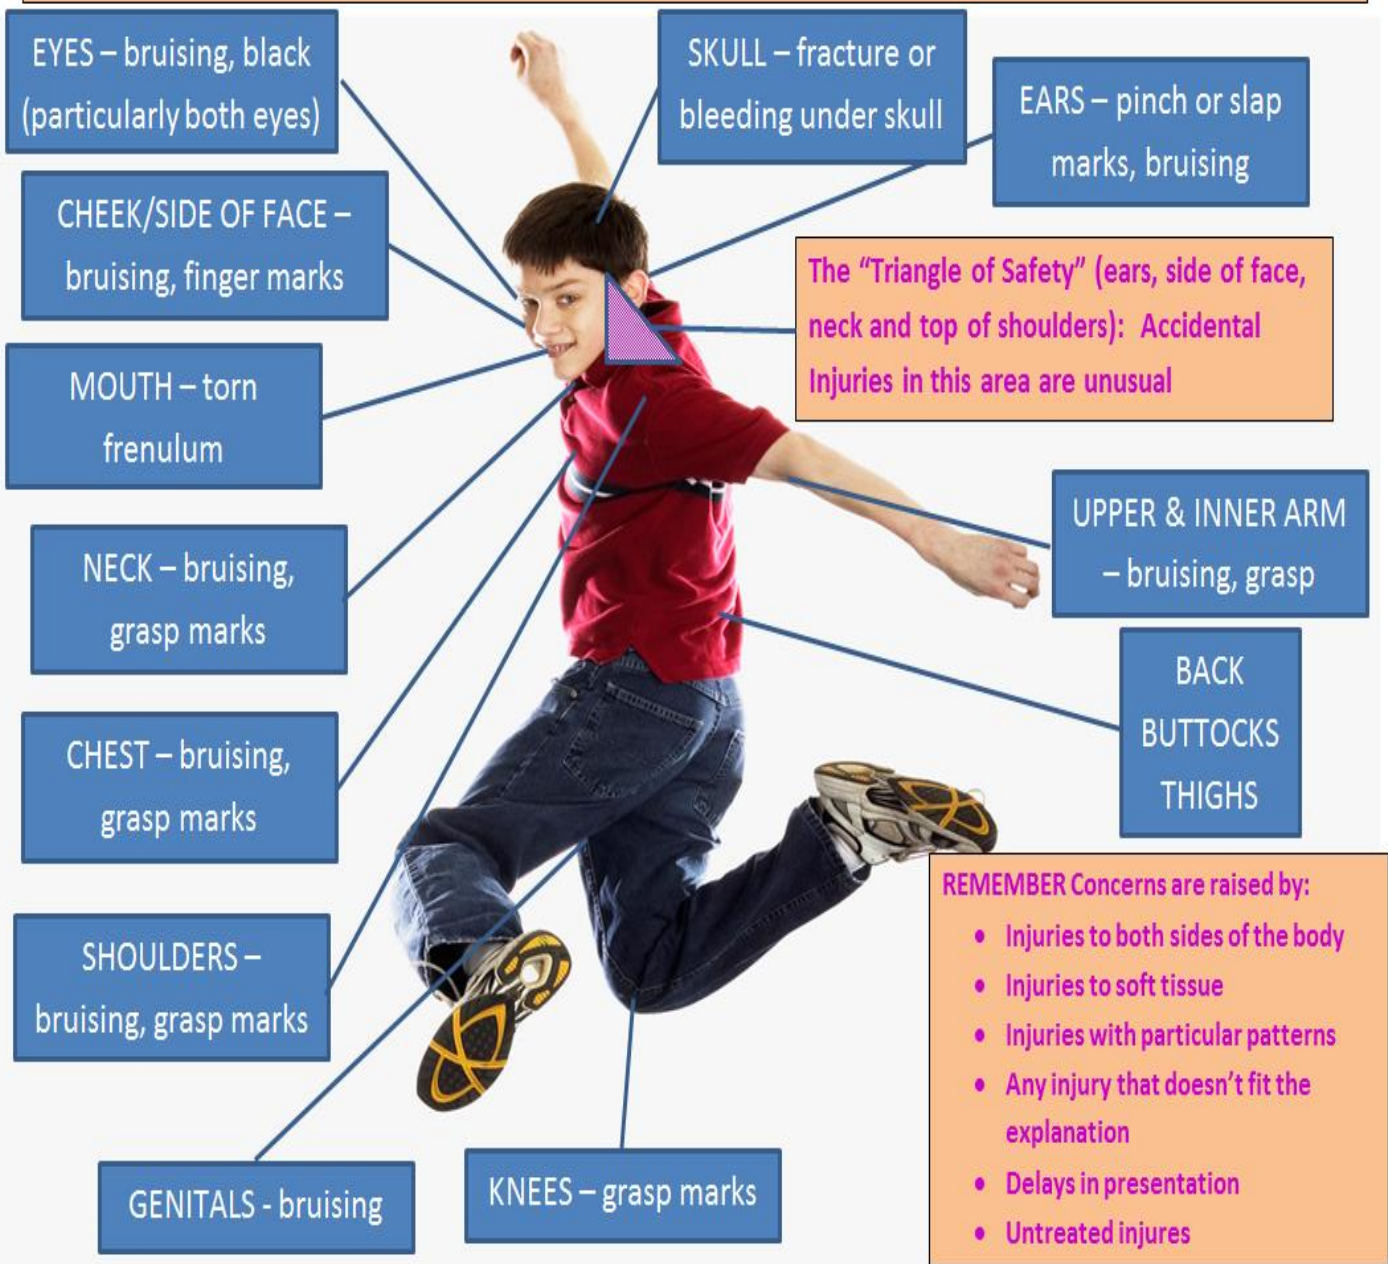 EYES – bruising, black
(particularly both eyes)
SKULL – fracture or
bleeding under skull
EARS – pinch or slap
marks, bruising
CHEEK/SIDE OF FACE –
bruising, finger marks
The “Triangle of Safety” (ears, side of face,
neck and top of shoulders): Accidental
Injuries in this area are unusual
MOUTH – torn
frenulum
UPPER & INNER ARM
– bruising, grasp
NECK – bruising,
grasp marks
BACK
BUTTOCKS
THIGHS
CHEST – bruising,
grasp marks
REMEMBER Concerns are raised by:
• Injuries to both sides of the body
• Injuries to soft tissue
• Injuries with particular patterns
• Any injury that doesn’t fit the
explanation
• Delays in presentation
• Untreated injures
SHOULDERS –
bruising, grasp marks
GENITALS - bruising
KNEES – grasp marks